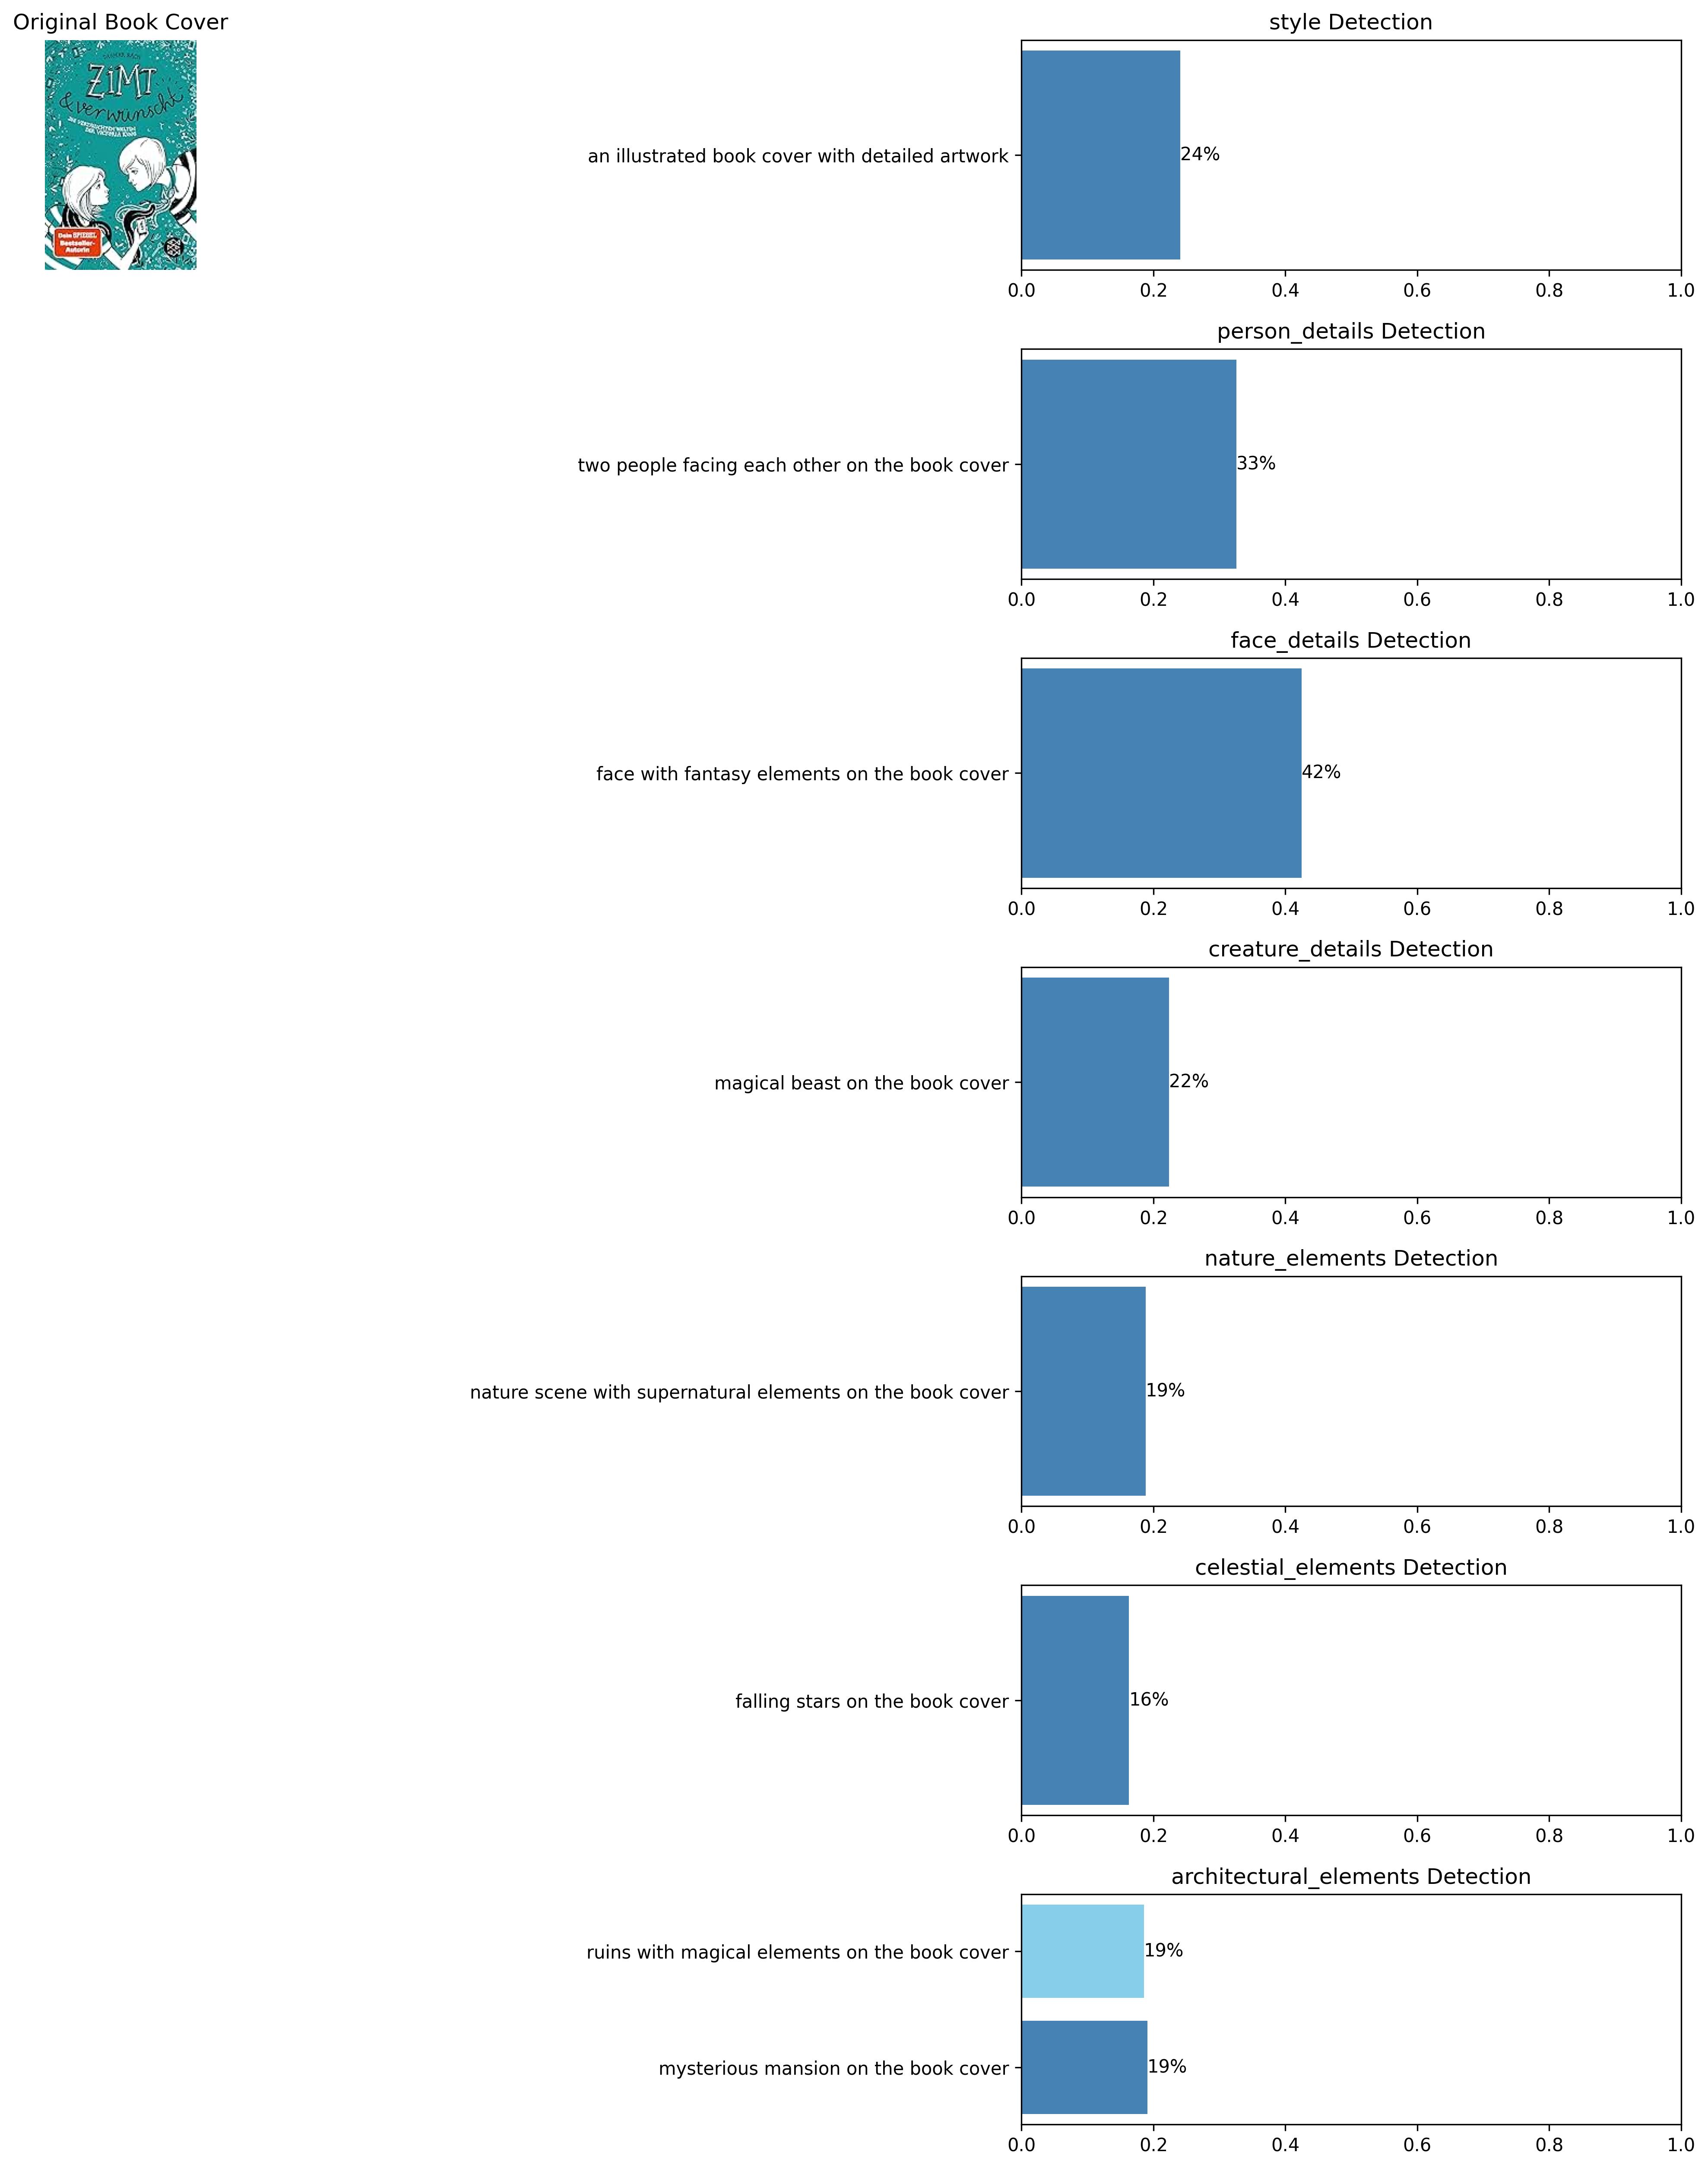 Original Book Cover
DAGMAR BACH
ZIMT
& verwünscht
DIE VERTAUSCHTEN WELTEN
DER VICTORIA KING
Dein SPIEGEL
Bestseller-
Autorin
style Detection
an illustrated book cover with detailed artwork
24%
0.0 0.2 0.4 0.6 0.8 1.0
person_details Detection
two people facing each other on the book cover
33%
0.0 0.2 0.4 0.6 0.8 1.0
face_details Detection
face with fantasy elements on the book cover
42%
0.0 0.2 0.4 0.6 0.8 1.0
creature_details Detection
magical beast on the book cover
22%
0.0 0.2 0.4 0.6 0.8 1.0
nature_elements Detection
nature scene with supernatural elements on the book cover
19%
0.0 0.2 0.4 0.6 0.8 1.0
celestial_elements Detection
falling stars on the book cover
16%
0.0 0.2 0.4 0.6 0.8 1.0
architectural_elements Detection
ruins with magical elements on the book cover
19%
mysterious mansion on the book cover
19%
0.0 0.2 0.4 0.6 0.8 1.0